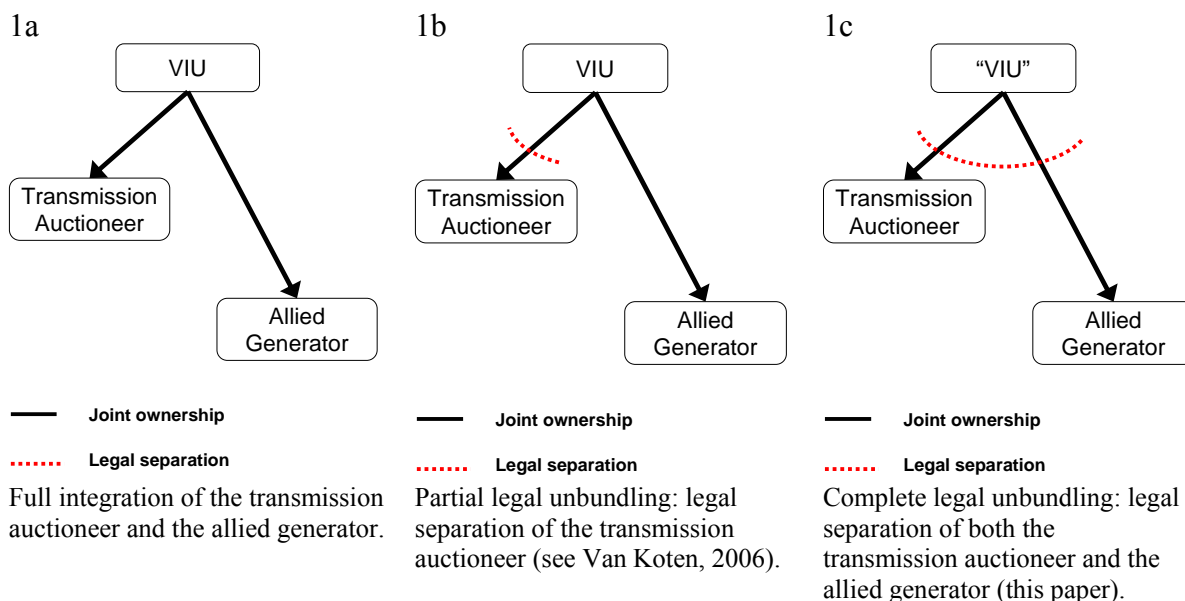 1a
VIU
Transmission
Auctioneer
Allied
Generator
Joint ownership
Legal separation
Full integration of the transmission
auctioneer and the allied generator.
1b
VIU
Transmission
Auctioneer
Allied
Generator
Joint ownership
Legal separation
Partial legal unbundling: legal
separation of the transmission
auctioneer (see Van Koten, 2006).
1c
“VIU”
Transmission
Auctioneer
Allied
Generator
Joint ownership
Legal separation
Complete legal unbundling: legal
separation of both the
transmission auctioneer and the
allied generator (this paper).